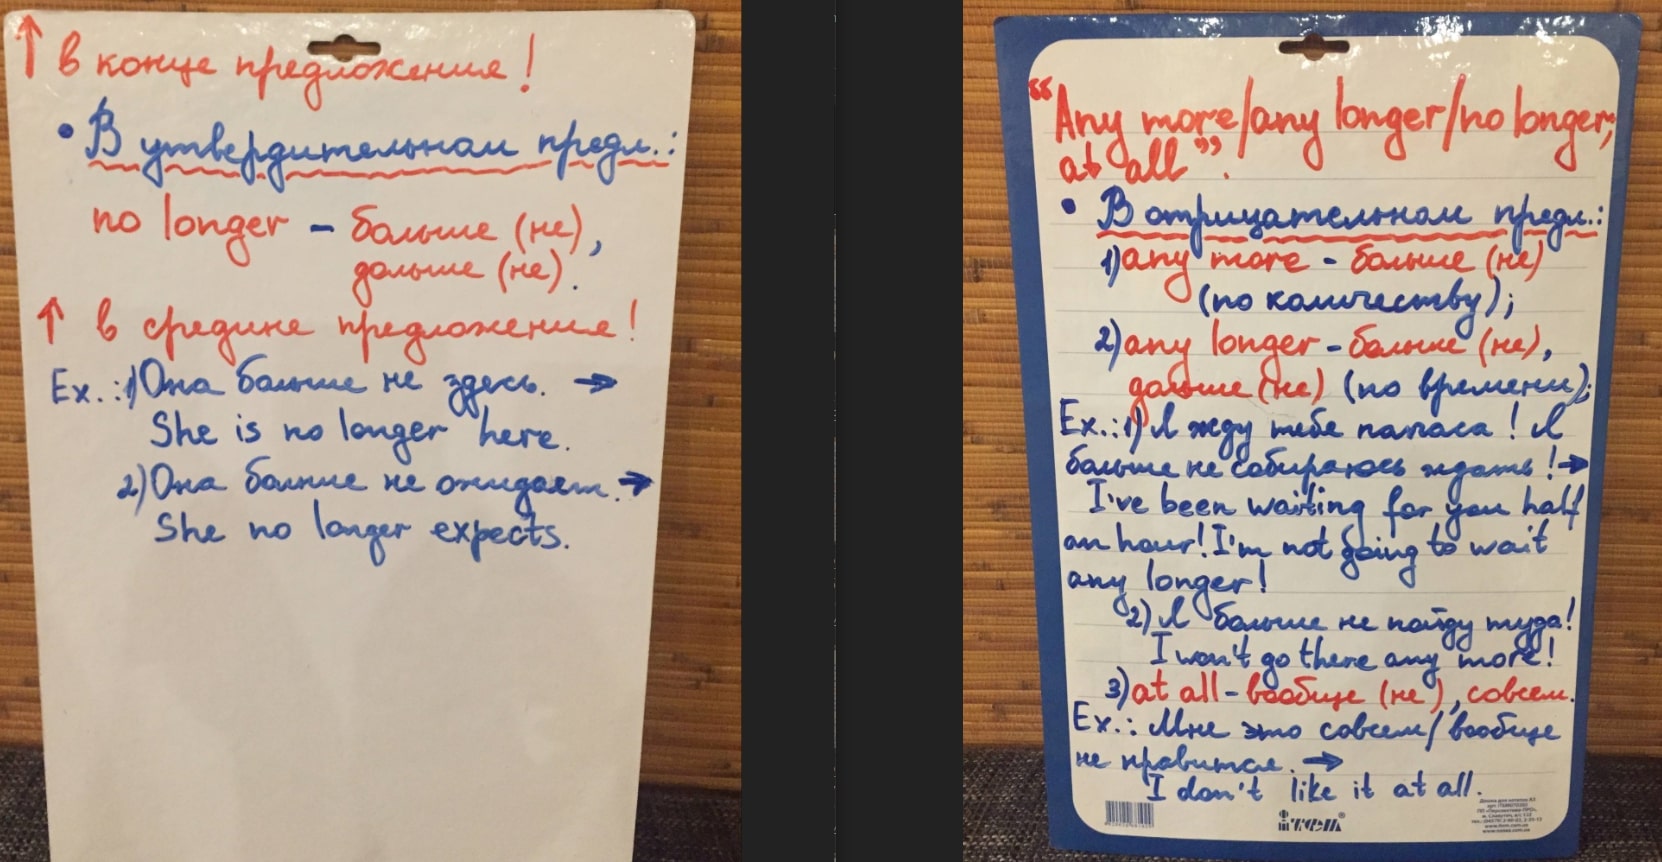 ↑ в конце предложения!
• В утвердительном предл.:
no longer - больше (не),
дольше (не).
↑ в средине предложения!
Ex.: 1) Она больше не здесь. →
She is no longer here.
2) Она больше не ожидает. →
She no longer expects.
"Any more/any longer/no longer,
at all".
• В отрицательном предл.:
1) any more - больше (не)
(по количеству);
2) any longer - больше (не),
дольше (не) (по времени);
Ex.: 1) Я жду тебе полчаса! Я
больше не собираюсь ждать! →
I've been waiting for you half
an hour! I'm not going to wait
any longer!
2) Я больше не пойду туда!
I won't go there any more!
3) at all - вообще (не), совсем.
Ex.: Мне это совсем/вообще
не нравится. →
I don't like it at all.